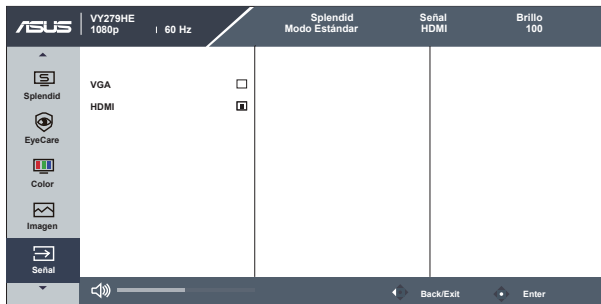 ASUS
VY279HE
1080p | 60 Hz
Splendid
Modo Estándar
Señal
HDMI
Brillo
100
Splendid
EyeCare
Color
Imagen
Señal
VGA
HDMI
Back/Exit
Enter